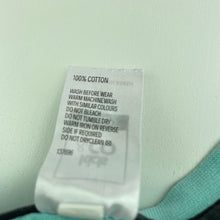 100% COTTON
WASH BEFORE WEAR
WARM MACHINE WASH
WITH SIMILAR COLOURS
DO NOT BLEACH
DO NOT TUMBLE DRY
WARM IRON ON REVERSE
SIDE IF REQUIRED
DO NOT DRYCLEAN